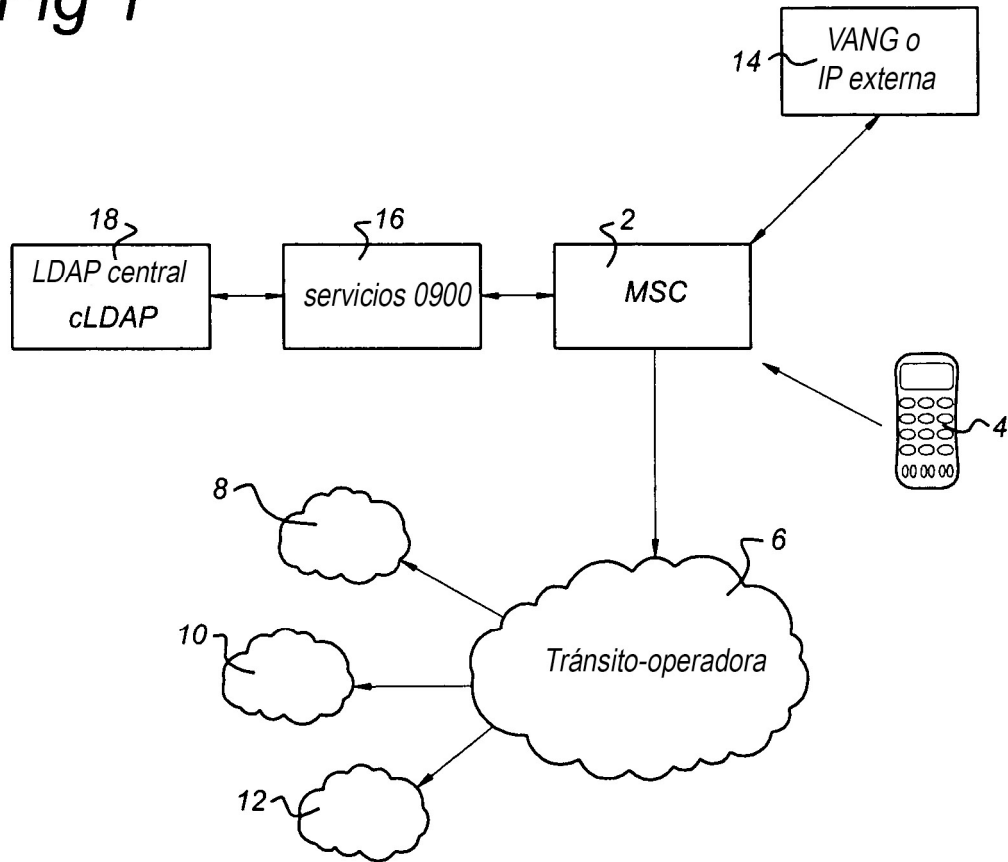 Fig 1
VANG o
IP externa
14
18
LDAP central
cLDAP
16
servicios 0900
2
MSC
4
8
6
10
Tránsito-operadora
12